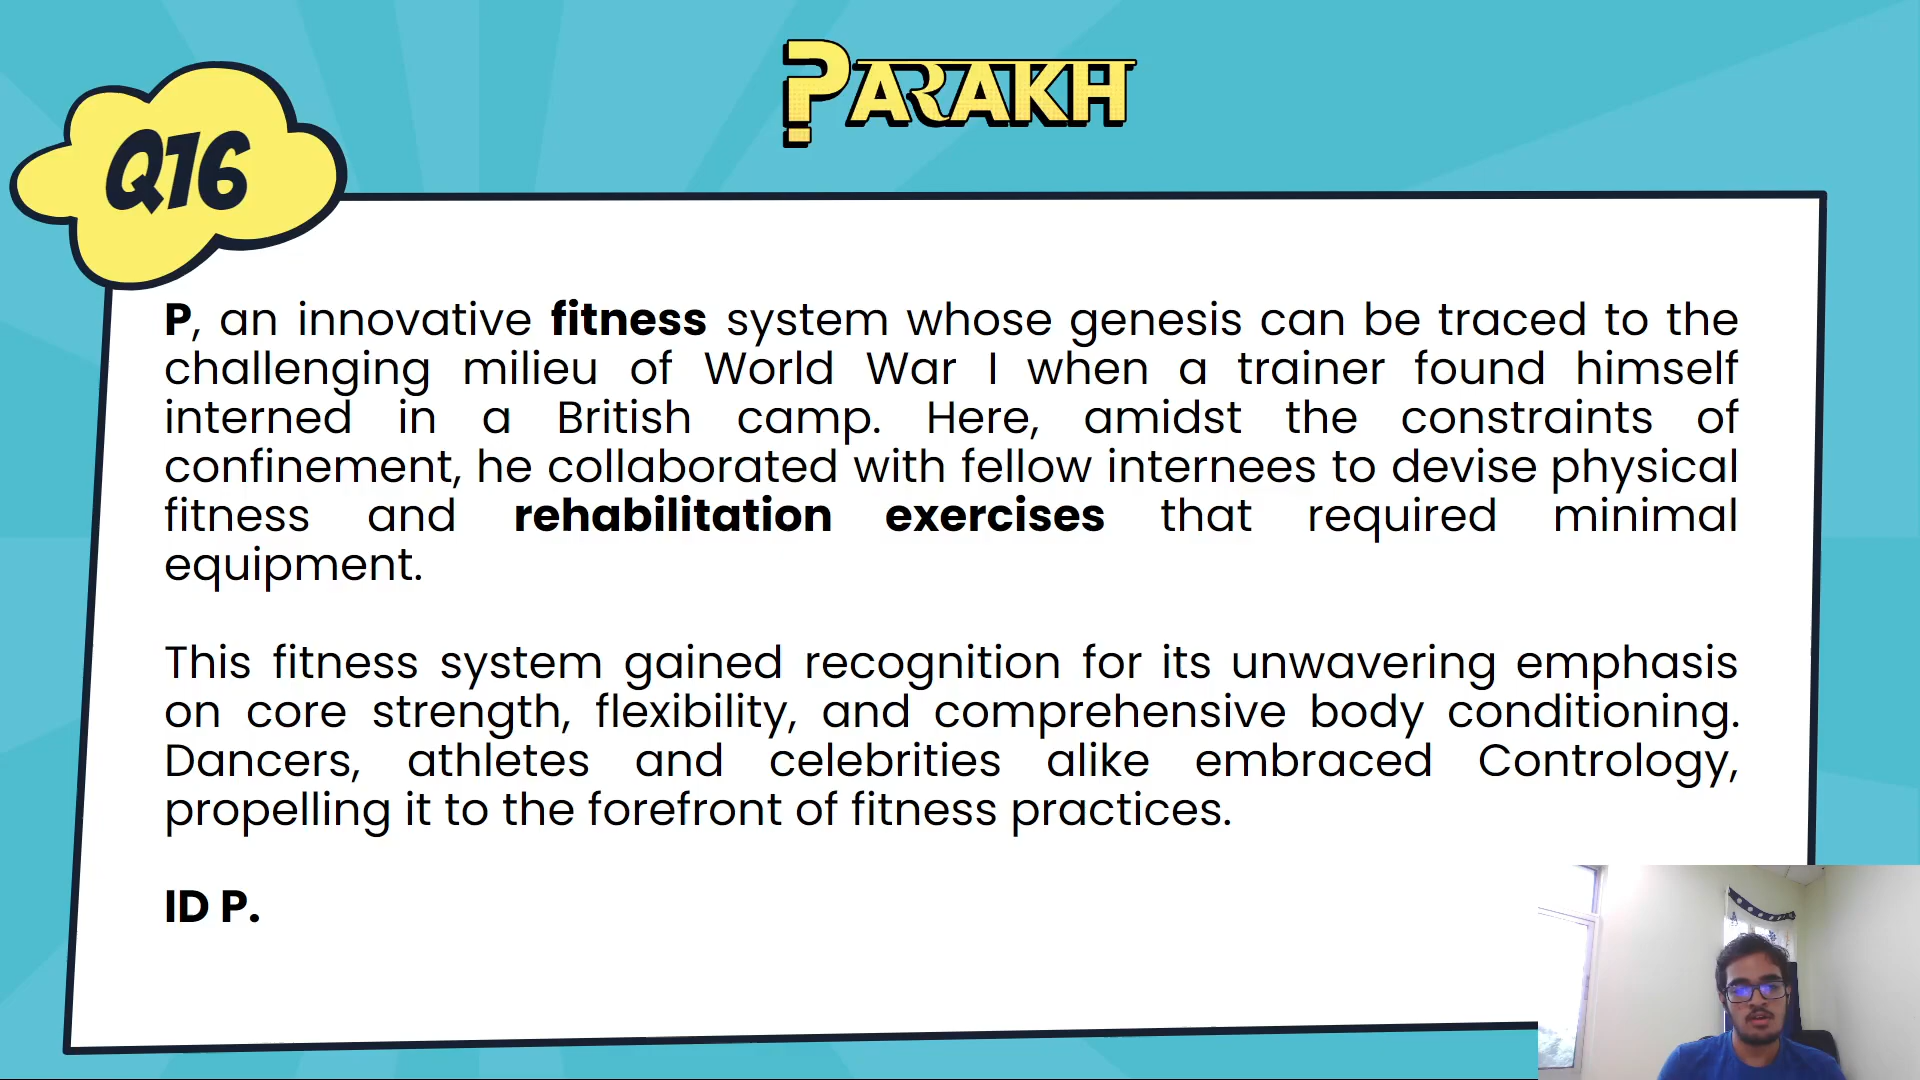 PARAKH
Q16
P, an innovative fitness system whose genesis can be traced to the
challenging milieu of World War I when a trainer found himself
interned in a British camp. Here, amidst the constraints of
confinement, he collaborated with fellow internees to devise physical
fitness and rehabilitation exercises that required minimal
equipment.
This fitness system gained recognition for its unwavering emphasis
on core strength, flexibility, and comprehensive body conditioning.
Dancers, athletes and celebrities alike embraced Contrology,
propelling it to the forefront of fitness practices.
ID P.